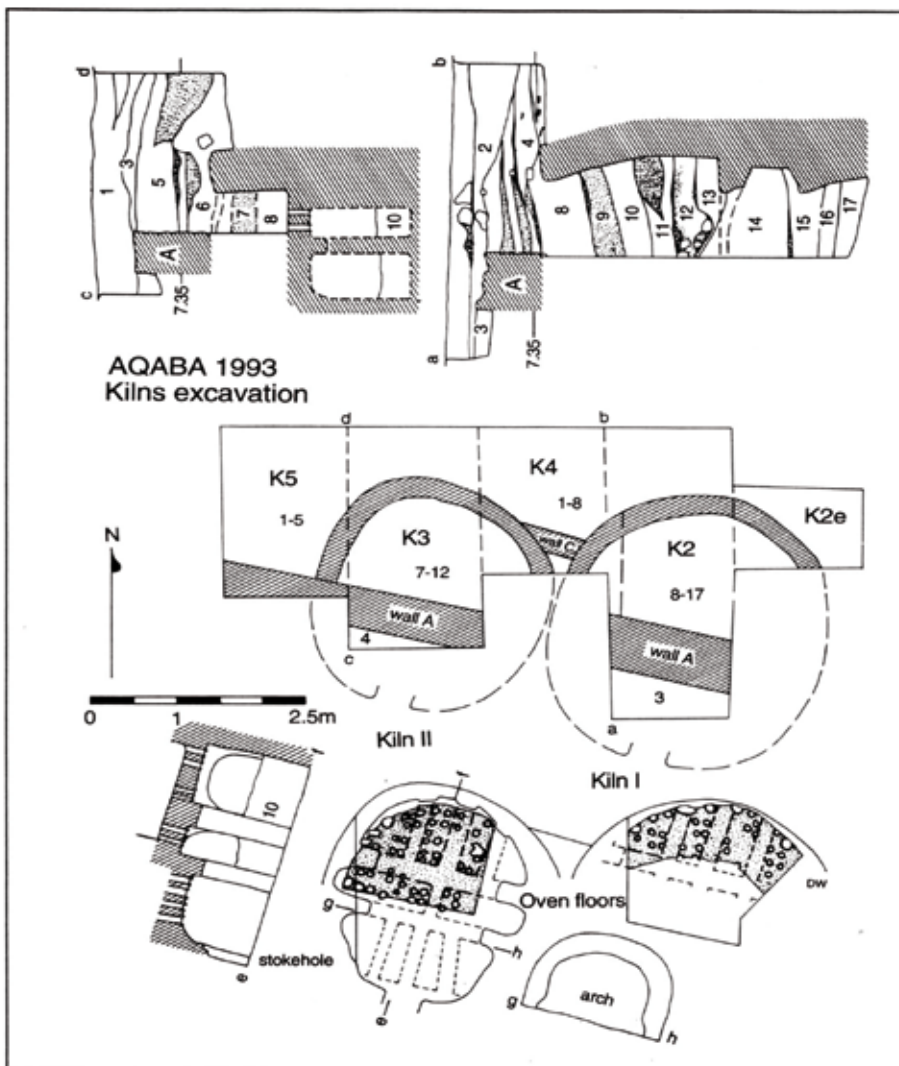 d
1
3
5
6
7
8
10
A
c
7.35
b
2
4
8
9
10
11
12
13
14
15
16
17
A
3
a
7.35
AQABA 1993
Kilns excavation
d
b
K5
1-5
K4
1-8
K2e
K3
7-12
wall C
K2
8-17
N
wall A
4
c
wall A
3
a
0 1 2.5m
Kiln II
Kiln I
f
10
e
stokehole
f
g
h
e
Oven floors
DW
arch
g
h